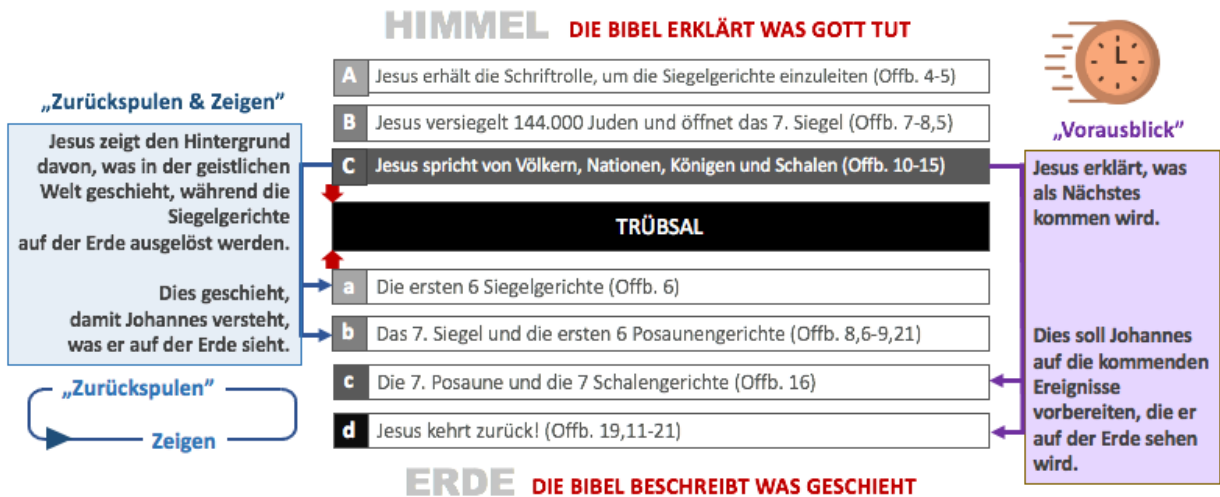 HIMMEL DIE BIBEL ERKLÄRT WAS GOTT TUT
A Jesus erhält die Schriftrolle, um die Siegelgerichte einzuleiten (Offb. 4-5)
B Jesus versiegelt 144.000 Juden und öffnet das 7. Siegel (Offb. 7-8,5)
C Jesus spricht von Völkern, Nationen, Königen und Schalen (Offb. 10-15)
TRÜBSAL
a Die ersten 6 Siegelgerichte (Offb. 6)
b Das 7. Siegel und die ersten 6 Posaunengerichte (Offb. 8,6-9,21)
c Die 7. Posaune und die 7 Schalengerichte (Offb. 16)
d Jesus kehrt zurück! (Offb. 19,11-21)
ERDE DIE BIBEL BESCHREIBT WAS GESCHIEHT
„Zurückspulen & Zeigen”
Jesus zeigt den Hintergrund
davon, was in der geistlichen
Welt geschieht, während die
Siegelgerichte
auf der Erde ausgelöst werden.
Dies geschieht,
damit Johannes versteht,
was er auf der Erde sieht.
„Zurückspulen”
Zeigen
„Vorausblick”
Jesus erklärt, was
als Nächstes
kommen wird.
Dies soll Johannes
auf die kommenden
Ereignisse
vorbereiten, die er
auf der Erde sehen
wird.